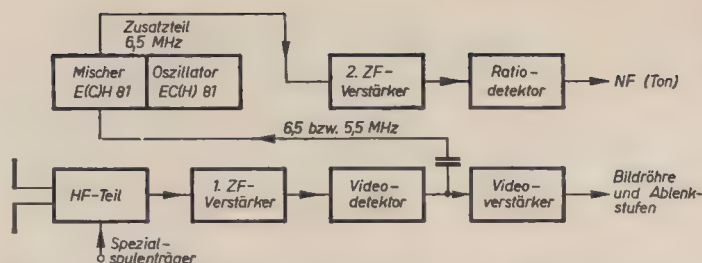 Zusatzteil
6,5 MHz
Mischer
E(C)H 81
Oszillator
EC(H) 81
2. ZF-
Verstärker
Ratio-
detektor
NF (Ton)
6,5 bzw. 5,5 MHz
HF-Teil
1. ZF-
Verstärker
Video-
detektor
Video-
verstärker
Bildröhre
und Ablenk-
stufen
Spezial-
spulenträger